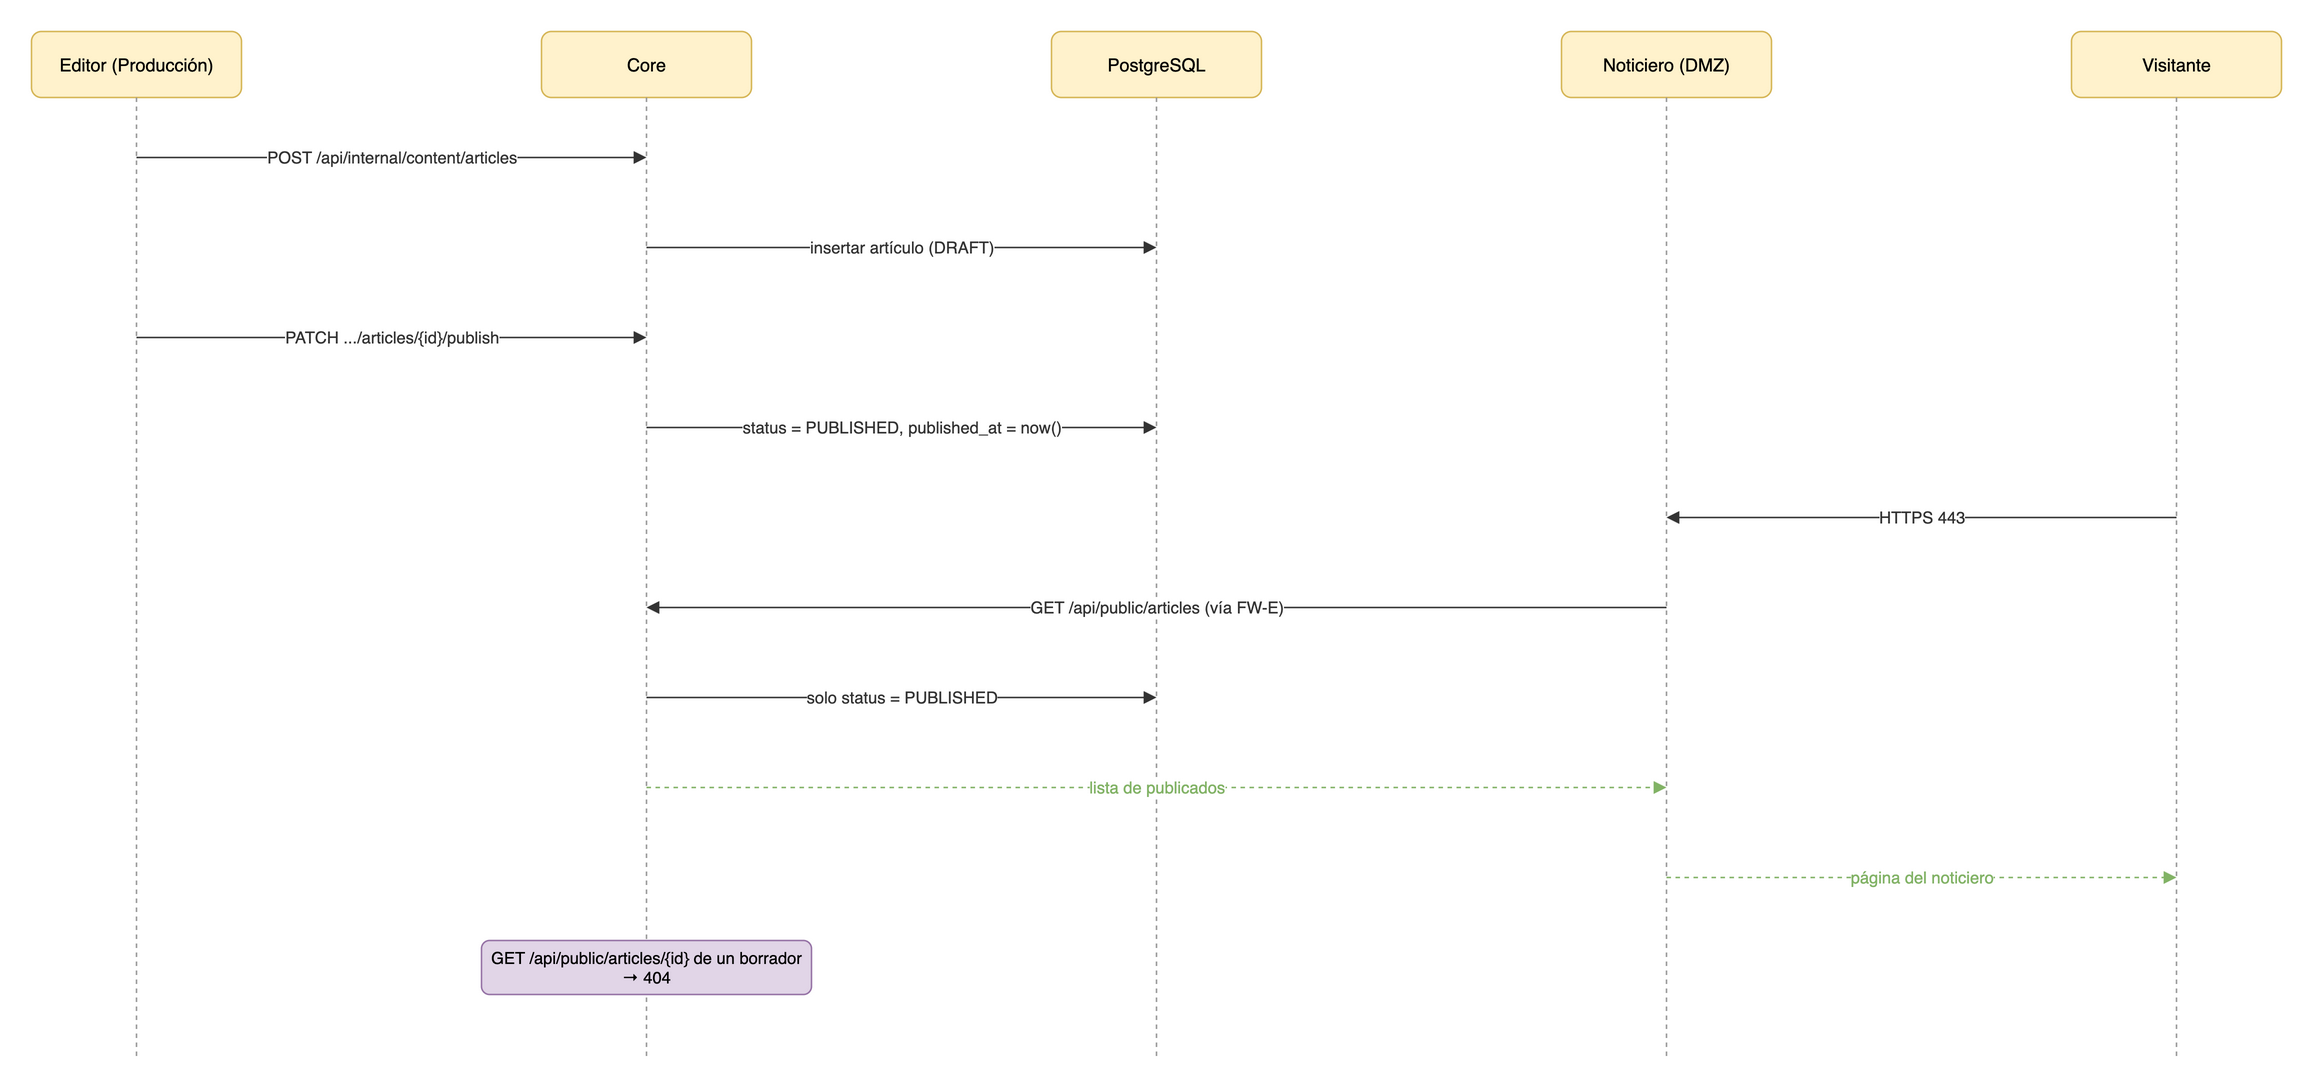 Editor (Producción)
Core
PostgreSQL
Noticiero (DMZ)
Visitante
POST /api/internal/content/articles
insertar artículo (DRAFT)
PATCH .../articles/{id}/publish
status = PUBLISHED, published_at = now()
HTTPS 443
GET /api/public/articles (vía FW-E)
solo status = PUBLISHED
lista de publicados
página del noticiero
GET /api/public/articles/{id} de un borrador
→ 404